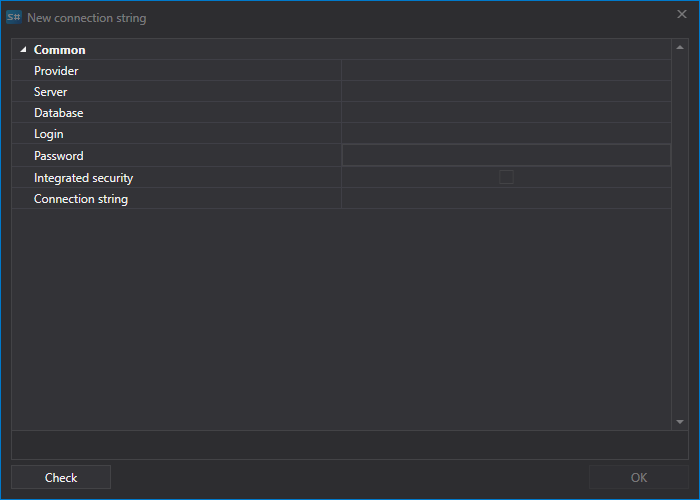 S# New connection string
Common
Provider
Server
Database
Login
Password
Integrated security
Connection string
Check
OK